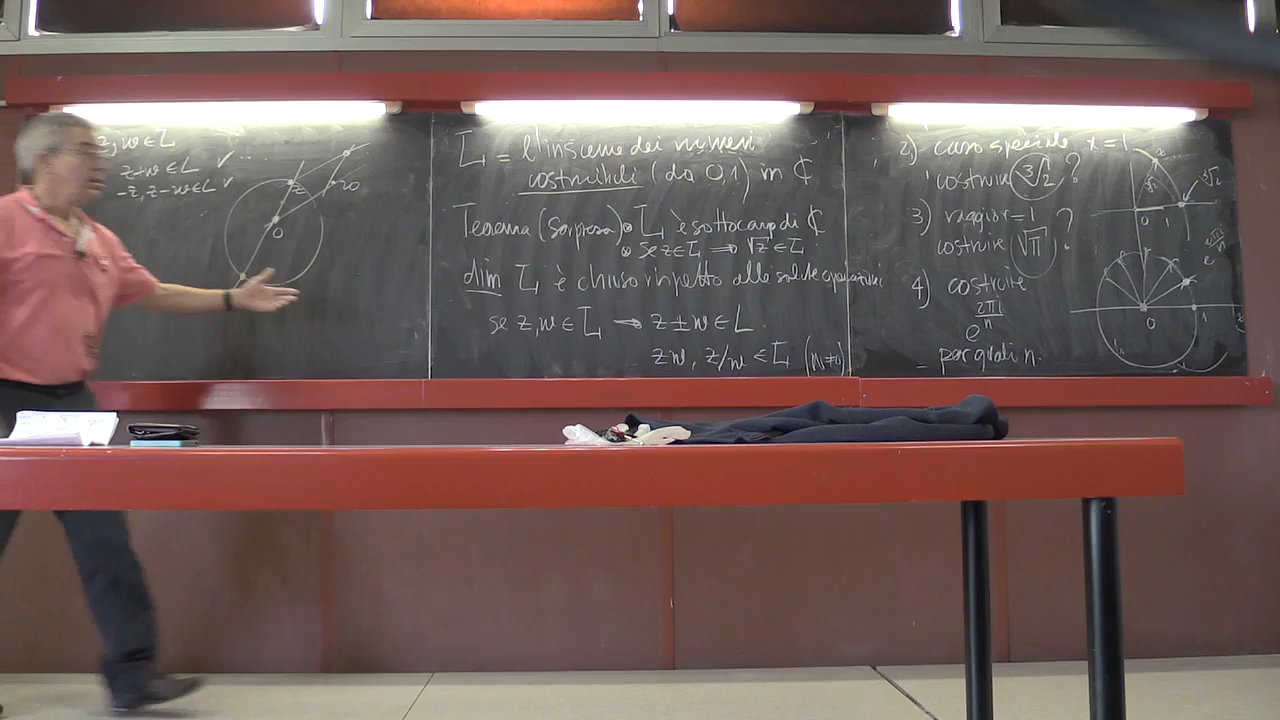 z, w ∈ L
z+w ∈ L ✓
-z, z-w ∈ L ✓
z
w
0
L = l'insieme dei numeri
costruibili (da 0,1) in ℂ
Teorema (Sorpresa) • L è sottocampo di ℂ
• se z ∈ L ⟹ √z ∈ L
dim L è chiuso rispetto alle solite operazioni
se z, w ∈ L ⟹ z ± w ∈ L
zw, z/w ∈ L (w≠0)
2) caso speciale x = 1
costruire ∛2 ?
3) raggio r = 1
costruire √π ?
4) costruire
e^(2πi/n)
per quali n.
∛2
0 1
0
1